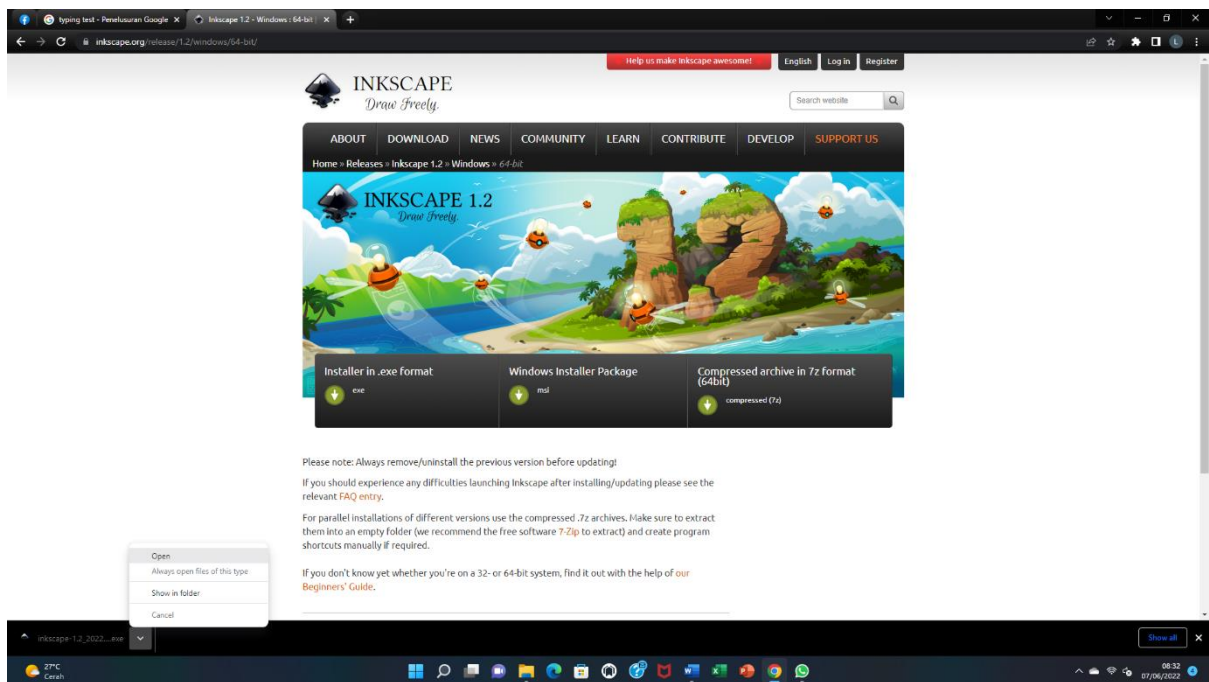 typing test - Penelusuran Google
Inkscape 1.2 - Windows : 64-bit |
inkscape.org/release/1.2/windows/64-bit/
Help us make Inkscape awesome!
English
Log in
Register
INKSCAPE
Draw Freely.
Search website
ABOUT
DOWNLOAD
NEWS
COMMUNITY
LEARN
CONTRIBUTE
DEVELOP
SUPPORT US
Home » Releases » Inkscape 1.2 » Windows » 64-bit
INKSCAPE 1.2
Draw Freely.
Installer in .exe format
exe
Windows Installer Package
msi
Compressed archive in 7z format
(64bit)
compressed (7z)
Please note: Always remove/uninstall the previous version before updating!
If you should experience any difficulties launching Inkscape after installing/updating please see the
relevant FAQ entry.
For parallel installations of different versions use the compressed .7z archives. Make sure to extract
them into an empty folder (we recommend the free software 7-Zip to extract) and create program
shortcuts manually if required.
If you don't know yet whether you're on a 32- or 64-bit system, find it out with the help of our
Beginners' Guide.
Open
Always open files of this type
Show in folder
Cancel
inkscape-1.2_2022....exe
Show all
27°C
Cerah
08:32
07/06/2022